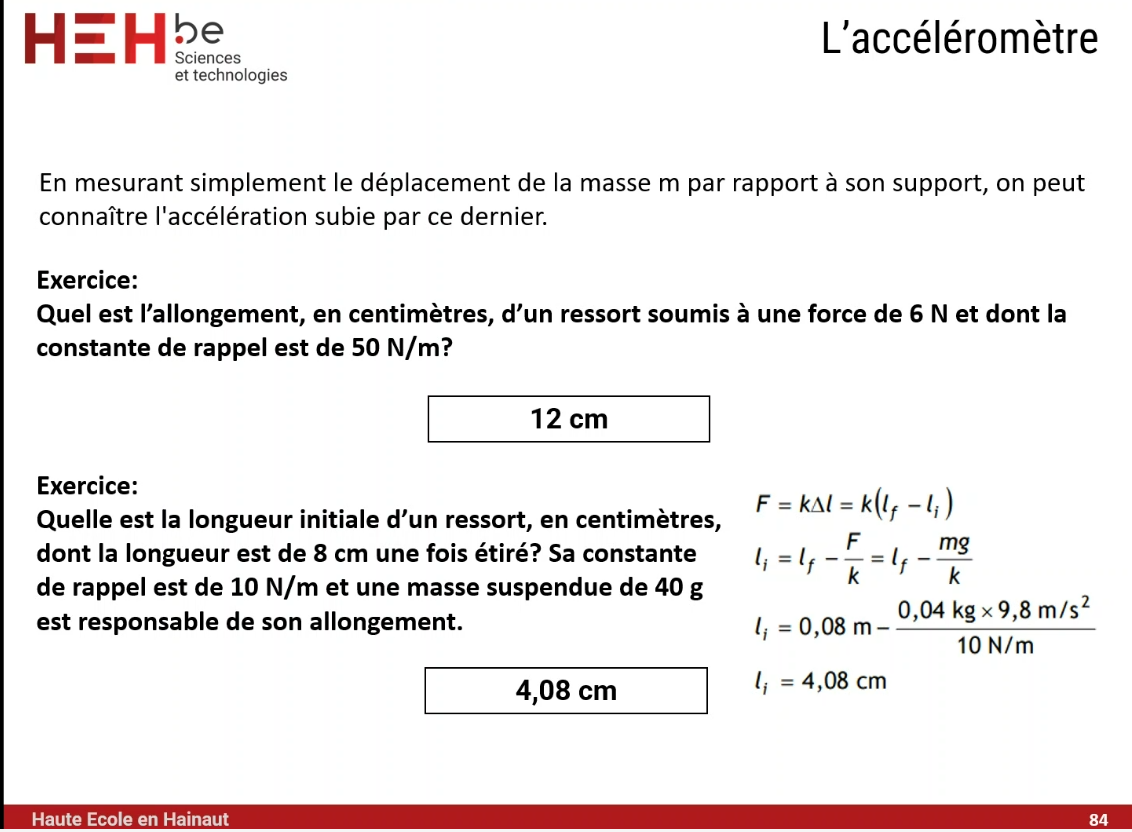 HEH.be
Sciences
et technologies
L’accéléromètre
En mesurant simplement le déplacement de la masse m par rapport à son support, on peut
connaître l'accélération subie par ce dernier.
Exercice:
Quel est l’allongement, en centimètres, d’un ressort soumis à une force de 6 N et dont la
constante de rappel est de 50 N/m?
12 cm
Exercice:
Quelle est la longueur initiale d’un ressort, en centimètres,
dont la longueur est de 8 cm une fois étiré? Sa constante
de rappel est de 10 N/m et une masse suspendue de 40 g
est responsable de son allongement.
4,08 cm
F = kΔl = k(l_f − l_i)
l_i = l_f − F/k = l_f − mg/k
l_i = 0,08 m − 0,04 kg × 9,8 m/s² / 10 N/m
l_i = 4,08 cm
Haute Ecole en Hainaut
84